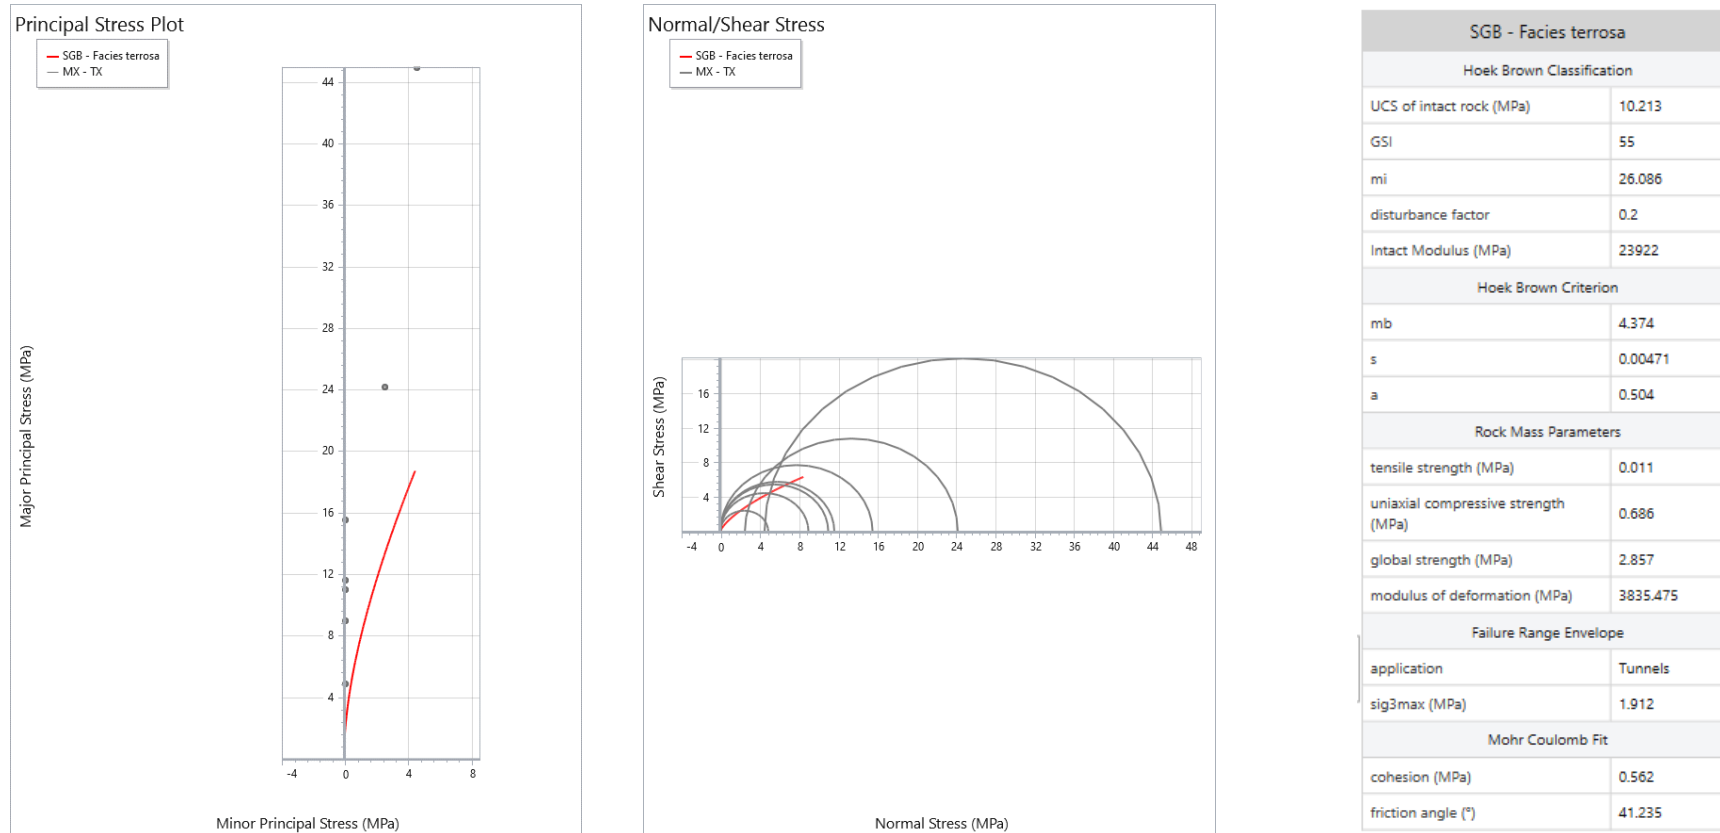 Principal Stress Plot
SGB - Facies terrosa
MX - TX
44
40
36
32
28
24
20
16
12
8
4
-4 0 4 8
Major Principal Stress (MPa)
Minor Principal Stress (MPa)
Normal/Shear Stress
SGB - Facies terrosa
MX - TX
16
12
8
4
-4 0 4 8 12 16 20 24 28 32 36 40 44 48
Shear Stress (MPa)
Normal Stress (MPa)
SGB - Facies terrosa
Hoek Brown Classification
UCS of intact rock (MPa) 10.213
GSI 55
mi 26.086
disturbance factor 0.2
Intact Modulus (MPa) 23922
Hoek Brown Criterion
mb 4.374
s 0.00471
a 0.504
Rock Mass Parameters
tensile strength (MPa) 0.011
uniaxial compressive strength
(MPa) 0.686
global strength (MPa) 2.857
modulus of deformation (MPa) 3835.475
Failure Range Envelope
application Tunnels
sig3max (MPa) 1.912
Mohr Coulomb Fit
cohesion (MPa) 0.562
friction angle (°) 41.235